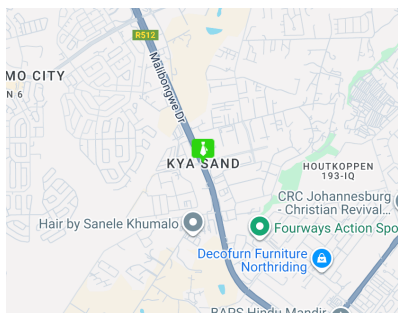 R512
MO CITY
N 6
Malibongwe Dr
KYA SAND
HOUTKOPPEN
193-IQ
CRC Johannesburg
- Christian Revival...
Hair by Sanele Khumalo
Fourways Action Spo
Decofurn Furniture
Northriding
BAPS Hindu Mandir